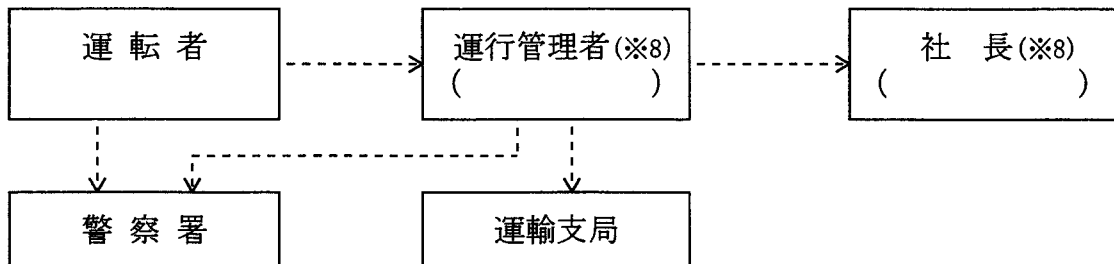 運 転 者
運行管理者(※8)
(　　　　　)
社　長(※8)
(　　　　　)
警 察 署
運輸支局